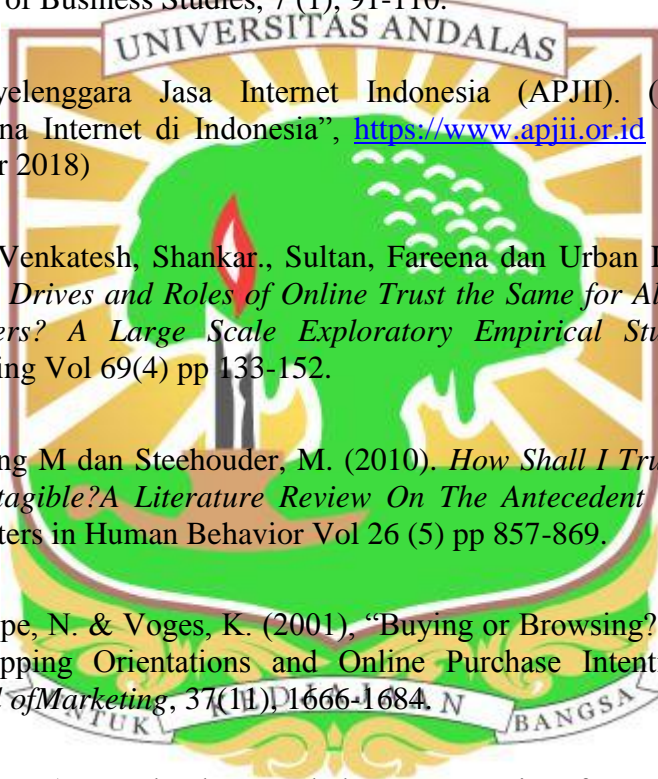 of Business Studies, 7 (1), 91-110.
UNIVERSITAS ANDALAS
yelenggara Jasa Internet Indonesia (APJII). (
na Internet di Indonesia”, https://www.apjii.or.id
r 2018)
Venkatesh, Shankar., Sultan, Fareena dan Urban
Drives and Roles of Online Trust the Same for Al
ers? A Large Scale Exploratory Empirical Stu
ing Vol 69(4) pp 133-152.
ng M dan Steehouder, M. (2010). How Shall I Tru
tagible?A Literature Review On The Antecedent
ters in Human Behavior Vol 26 (5) pp 857-869.
pe, N. & Voges, K. (2001), “Buying or Browsing?
pping Orientations and Online Purchase Intent
l ofMarketing, 37(11), 1666-1684.
UNTUK KEDJAJAAN BANGSA